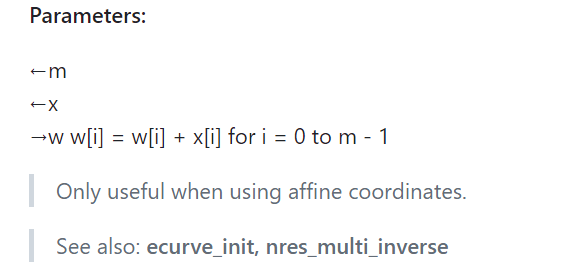 Parameters:
←m
←x
→w w[i] = w[i] + x[i] for i = 0 to m - 1
Only useful when using affine coordinates.
See also: ecurve_init, nres_multi_inverse